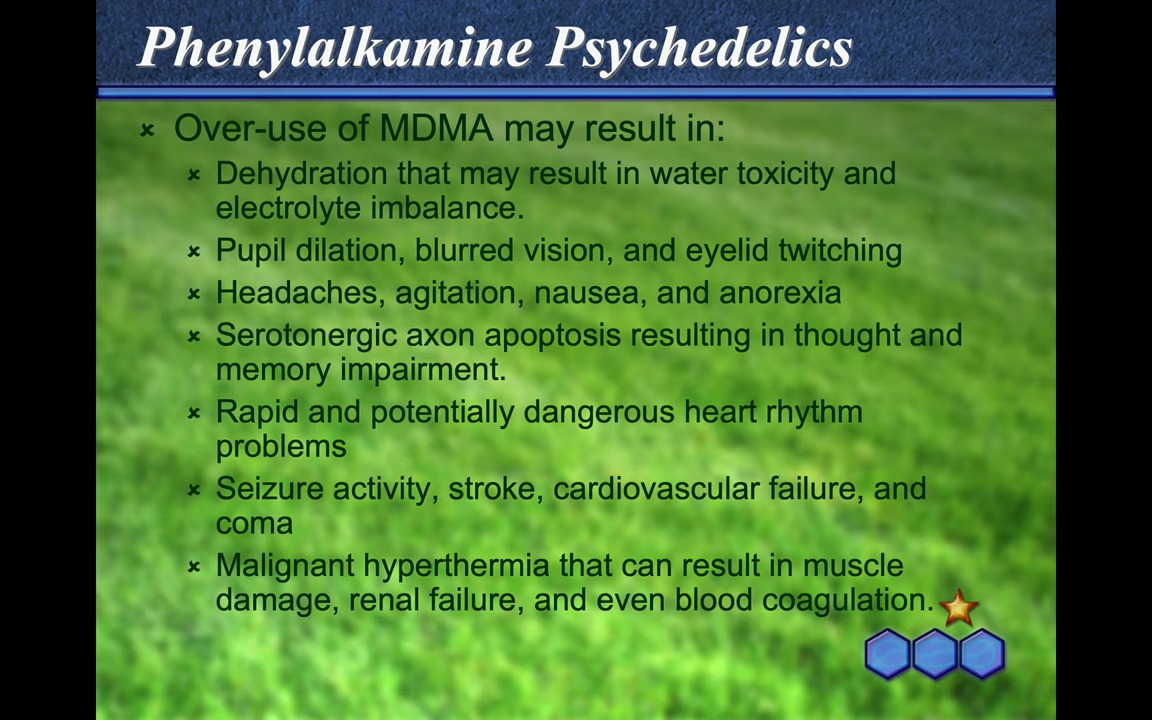 Phenylalkamine Psychedelics
× Over-use of MDMA may result in:
× Dehydration that may result in water toxicity and
electrolyte imbalance.
× Pupil dilation, blurred vision, and eyelid twitching
× Headaches, agitation, nausea, and anorexia
× Serotonergic axon apoptosis resulting in thought and
memory impairment.
× Rapid and potentially dangerous heart rhythm
problems
× Seizure activity, stroke, cardiovascular failure, and
coma
× Malignant hyperthermia that can result in muscle
damage, renal failure, and even blood coagulation.